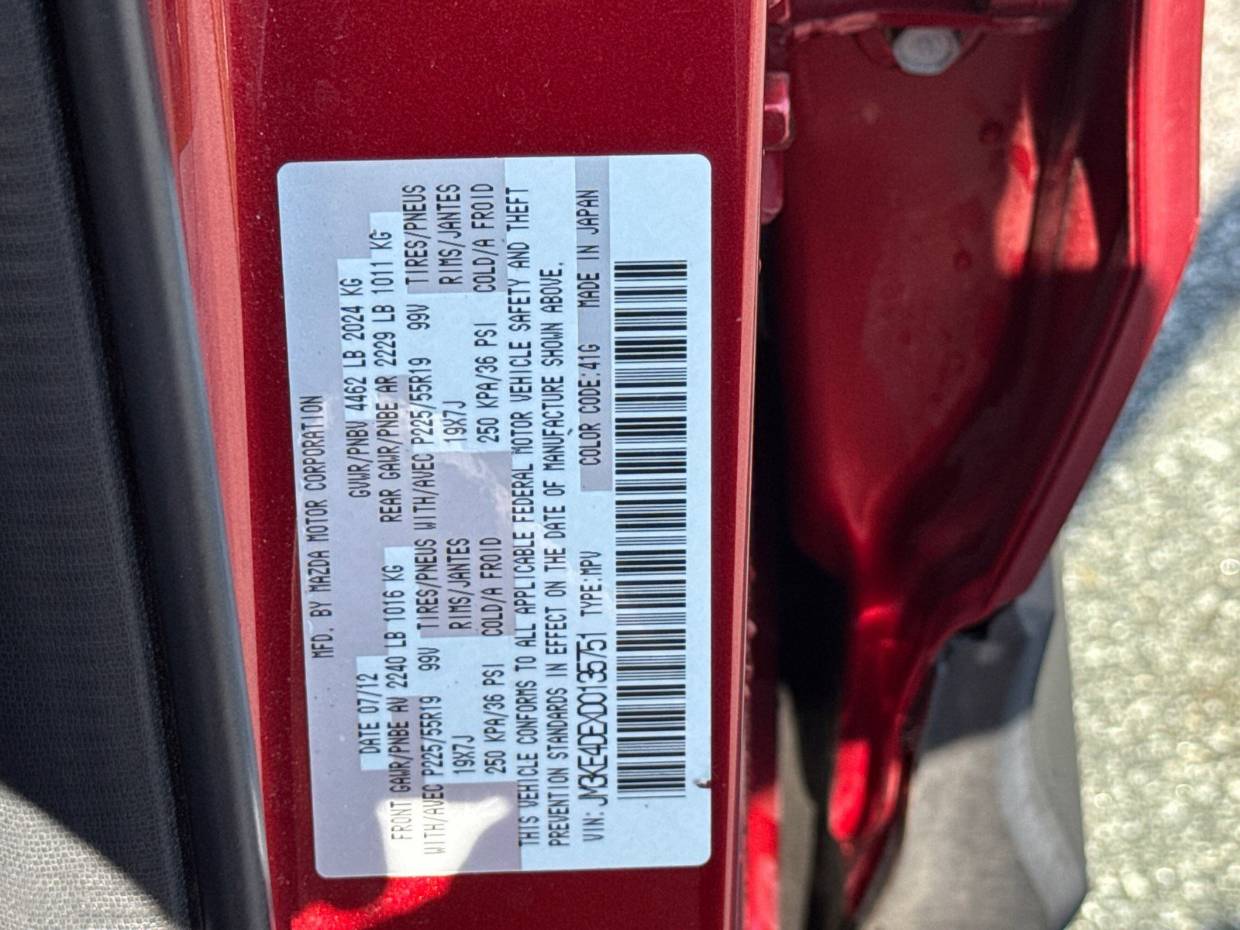 MFD. BY MAZDA MOTOR CORPORATION
DATE 07/12 GVWR/PNBV 4462 LB 2024 KG
FRONT GAWR/PNBE AV 2240 LB 1016 KG REAR GAWR/PNBE AR 2229 LB 1011 KG
WITH/AVEC P225/55R19 99V TIRES/PNEUS WITH/AVEC P225/55R19 99V TIRES/PNEUS
19X7J RIMS/JANTES 19X7J RIMS/JANTES
250 KPA/36 PSI COLD/A FROID 250 KPA/36 PSI COLD/A FROID
THIS VEHICLE CONFORMS TO ALL APPLICABLE FEDERAL MOTOR VEHICLE SAFETY AND THEFT
PREVENTION STANDARDS IN EFFECT ON THE DATE OF MANUFACTURE SHOWN ABOVE.
VIN: JM3KE4DEXD0135751 TYPE:MPV COLOR CODE:41G MADE IN JAPAN